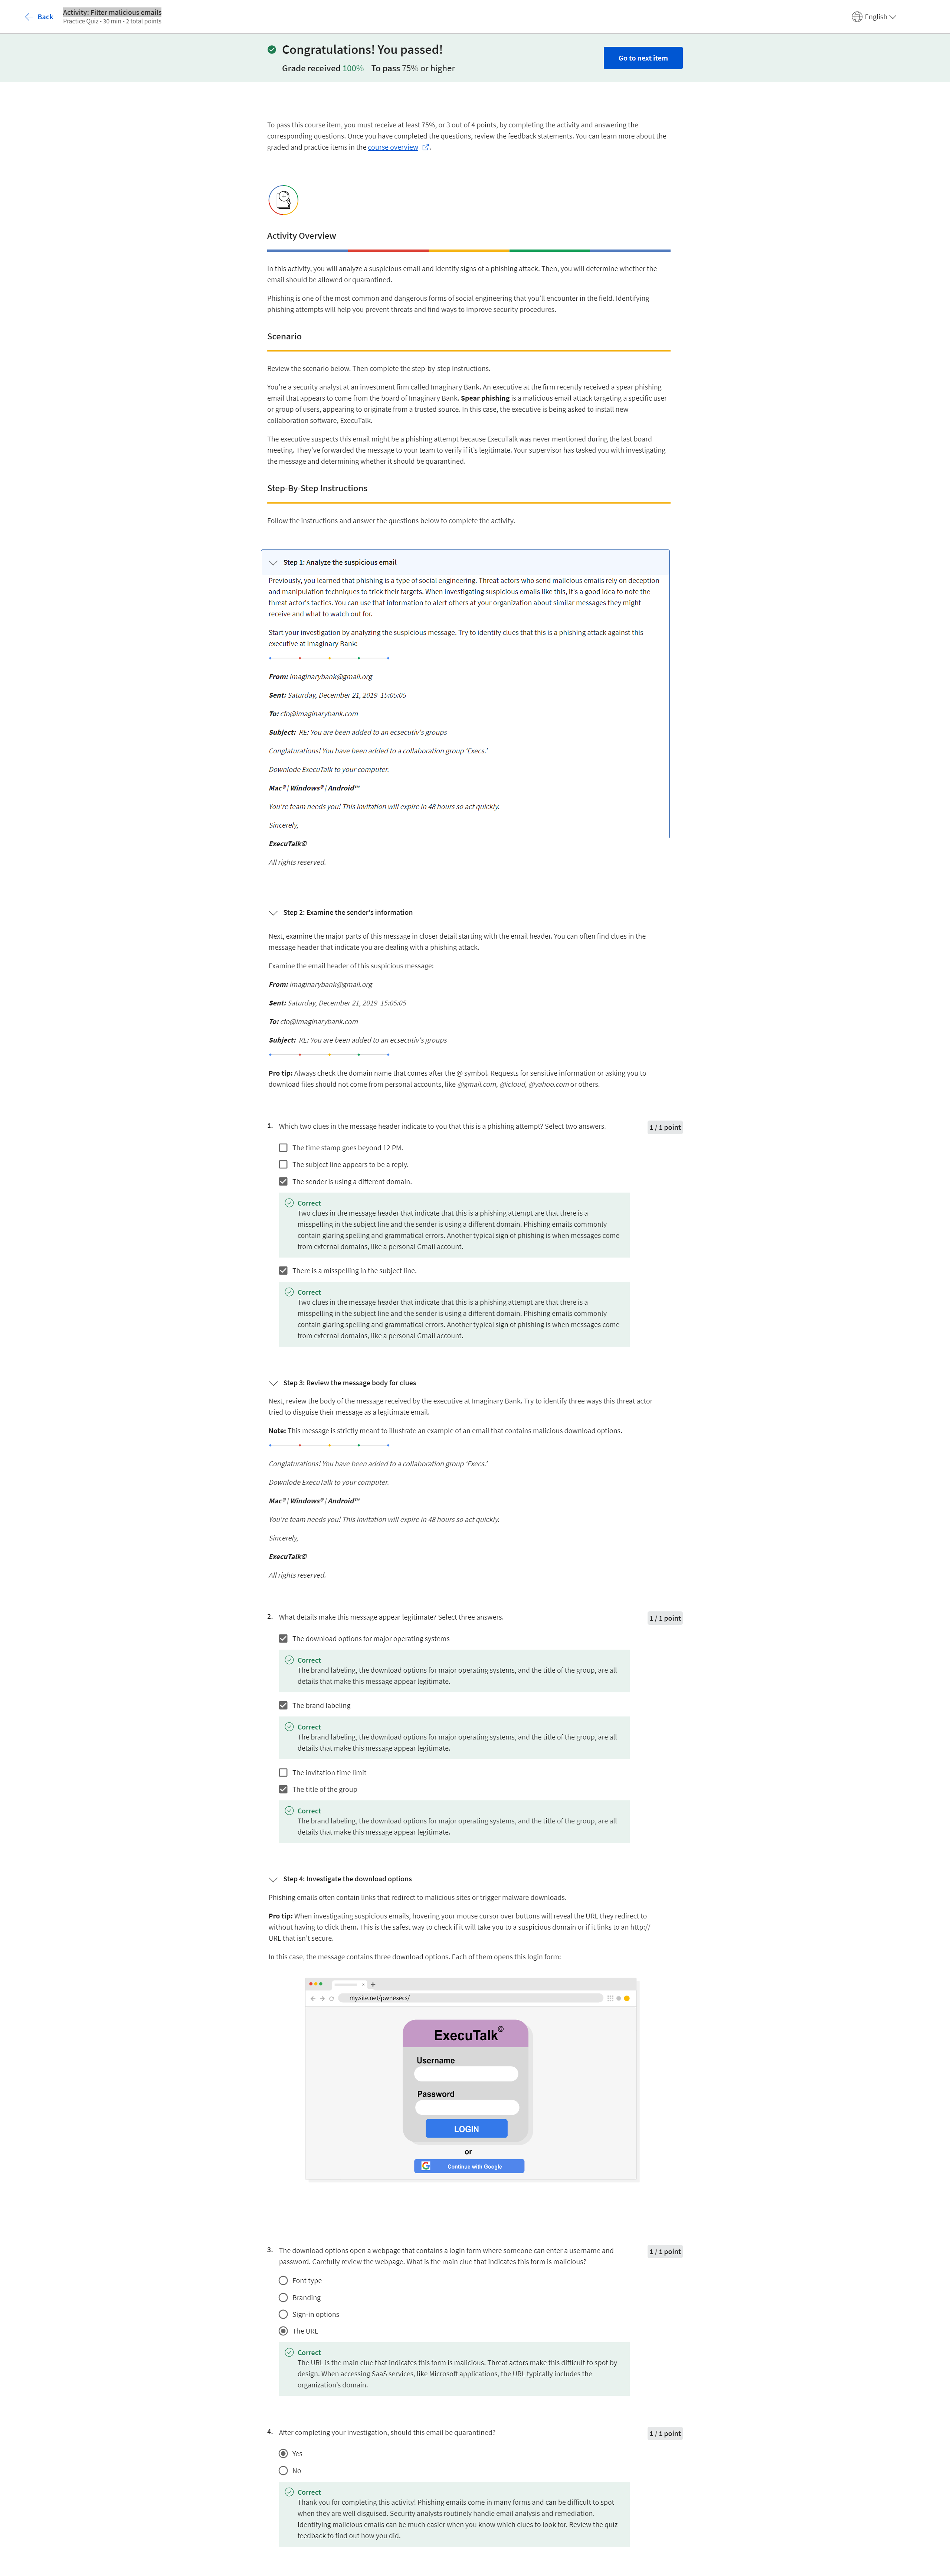 Back
Activity: Filter malicious emails
Practice Quiz • 30 min • 2 total points
English
Congratulations! You passed!
Grade received 100% To pass 75% or higher
Go to next item
To pass this course item, you must receive at least 75%, or 3 out of 4 points, by completing the activity and answering the
corresponding questions. Once you have completed the questions, review the feedback statements. You can learn more about the
graded and practice items in the course overview .
Activity Overview
In this activity, you will analyze a suspicious email and identify signs of a phishing attack. Then, you will determine whether the
email should be allowed or quarantined.
Phishing is one of the most common and dangerous forms of social engineering that you'll encounter in the field. Identifying
phishing attempts will help you prevent threats and find ways to improve security procedures.
Scenario
Review the scenario below. Then complete the step-by-step instructions.
You're a security analyst at an investment firm called Imaginary Bank. An executive at the firm recently received a spear phishing
email that appears to come from the board of Imaginary Bank. Spear phishing is a malicious email attack targeting a specific user
or group of users, appearing to originate from a trusted source. In this case, the executive is being asked to install new
collaboration software, ExecuTalk.
The executive suspects this email might be a phishing attempt because ExecuTalk was never mentioned during the last board
meeting. They've forwarded the message to your team to verify if it's legitimate. Your supervisor has tasked you with investigating
the message and determining whether it should be quarantined.
Step-By-Step Instructions
Follow the instructions and answer the questions below to complete the activity.
Step 1: Analyze the suspicious email
Previously, you learned that phishing is a type of social engineering. Threat actors who send malicious emails rely on deception
and manipulation techniques to trick their targets. When investigating suspicious emails like this, it's a good idea to note the
threat actor's tactics. You can use that information to alert others at your organization about similar messages they might
receive and what to watch out for.
Start your investigation by analyzing the suspicious message. Try to identify clues that this is a phishing attack against this
executive at Imaginary Bank:
From: imaginarybank@gmail.org
Sent: Saturday, December 21, 2019 15:05:05
To: cfo@imaginarybank.com
Subject: RE: You are been added to an ecsecutiv's groups
Conglaturations! You have been added to a collaboration group 'Execs.'
Downlode ExecuTalk to your computer.
Mac® | Windows® | Android™
You're team needs you! This invitation will expire in 48 hours so act quickly.
Sincerely,
ExecuTalk©
All rights reserved.
Step 2: Examine the sender's information
Next, examine the major parts of this message in closer detail starting with the email header. You can often find clues in the
message header that indicate you are dealing with a phishing attack.
Examine the email header of this suspicious message:
From: imaginarybank@gmail.org
Sent: Saturday, December 21, 2019 15:05:05
To: cfo@imaginarybank.com
Subject: RE: You are been added to an ecsecutiv's groups
Pro tip: Always check the domain name that comes after the @ symbol. Requests for sensitive information or asking you to
download files should not come from personal accounts, like @gmail.com, @icloud, @yahoo.com or others.
1. Which two clues in the message header indicate to you that this is a phishing attempt? Select two answers.
1 / 1 point
The time stamp goes beyond 12 PM.
The subject line appears to be a reply.
The sender is using a different domain.
Correct
Two clues in the message header that indicate that this is a phishing attempt are that there is a
misspelling in the subject line and the sender is using a different domain. Phishing emails commonly
contain glaring spelling and grammatical errors. Another typical sign of phishing is when messages come
from external domains, like a personal Gmail account.
There is a misspelling in the subject line.
Correct
Two clues in the message header that indicate that this is a phishing attempt are that there is a
misspelling in the subject line and the sender is using a different domain. Phishing emails commonly
contain glaring spelling and grammatical errors. Another typical sign of phishing is when messages come
from external domains, like a personal Gmail account.
Step 3: Review the message body for clues
Next, review the body of the message received by the executive at Imaginary Bank. Try to identify three ways this threat actor
tried to disguise their message as a legitimate email.
Note: This message is strictly meant to illustrate an example of an email that contains malicious download options.
Conglaturations! You have been added to a collaboration group 'Execs.'
Downlode ExecuTalk to your computer.
Mac® | Windows® | Android™
You're team needs you! This invitation will expire in 48 hours so act quickly.
Sincerely,
ExecuTalk©
All rights reserved.
2. What details make this message appear legitimate? Select three answers.
1 / 1 point
The download options for major operating systems
Correct
The brand labeling, the download options for major operating systems, and the title of the group, are all
details that make this message appear legitimate.
The brand labeling
Correct
The brand labeling, the download options for major operating systems, and the title of the group, are all
details that make this message appear legitimate.
The invitation time limit
The title of the group
Correct
The brand labeling, the download options for major operating systems, and the title of the group, are all
details that make this message appear legitimate.
Step 4: Investigate the download options
Phishing emails often contain links that redirect to malicious sites or trigger malware downloads.
Pro tip: When investigating suspicious emails, hovering your mouse cursor over buttons will reveal the URL they redirect to
without having to click them. This is the safest way to check if it will take you to a suspicious domain or if it links to an http://
URL that isn't secure.
In this case, the message contains three download options. Each of them opens this login form:
my.site.net/pwnexecs/
ExecuTalk©
Username
Password
LOGIN
or
Continue with Google
3. The download options open a webpage that contains a login form where someone can enter a username and
password. Carefully review the webpage. What is the main clue that indicates this form is malicious?
1 / 1 point
Font type
Branding
Sign-in options
The URL
Correct
The URL is the main clue that indicates this form is malicious. Threat actors make this difficult to spot by
design. When accessing SaaS services, like Microsoft applications, the URL typically includes the
organization's domain.
4. After completing your investigation, should this email be quarantined?
1 / 1 point
Yes
No
Correct
Thank you for completing this activity! Phishing emails come in many forms and can be difficult to spot
when they are well disguised. Security analysts routinely handle email analysis and remediation.
Identifying malicious emails can be much easier when you know which clues to look for. Review the quiz
feedback to find out how you did.